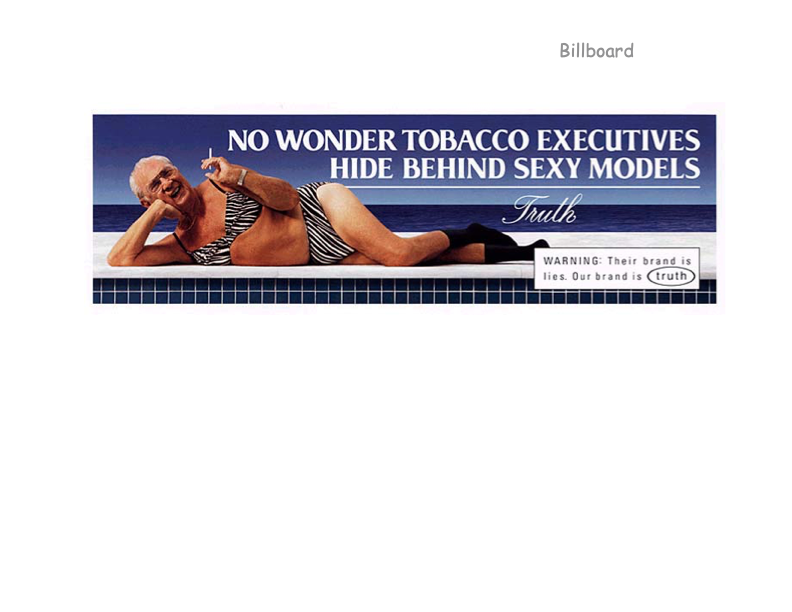 Billboard
NO WONDER TOBACCO EXECUTIVES
HIDE BEHIND SEXY MODELS
Truth
WARNING: Their brand is
lies. Our brand is truth